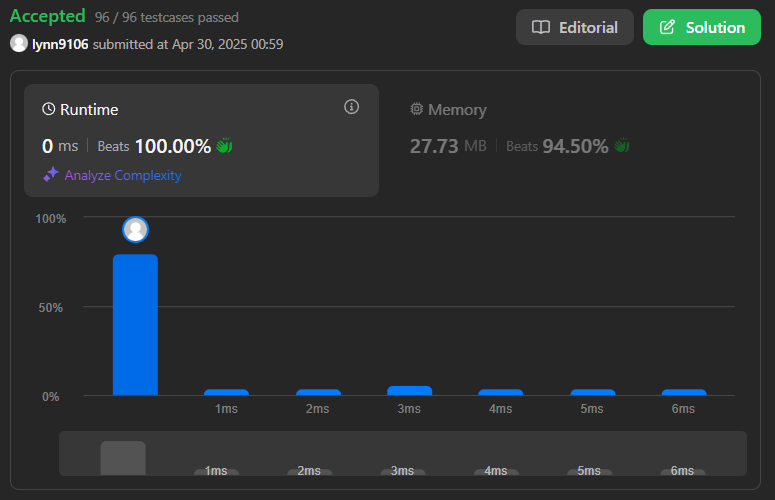 Accepted 96 / 96 testcases passed
lynn9106 submitted at Apr 30, 2025 00:59
Editorial
Solution
Runtime
0 ms Beats 100.00%
Analyze Complexity
Memory
27.73 MB Beats 94.50%
100%
50%
0%
1ms 2ms 3ms 4ms 5ms 6ms
1ms 2ms 3ms 4ms 5ms 6ms